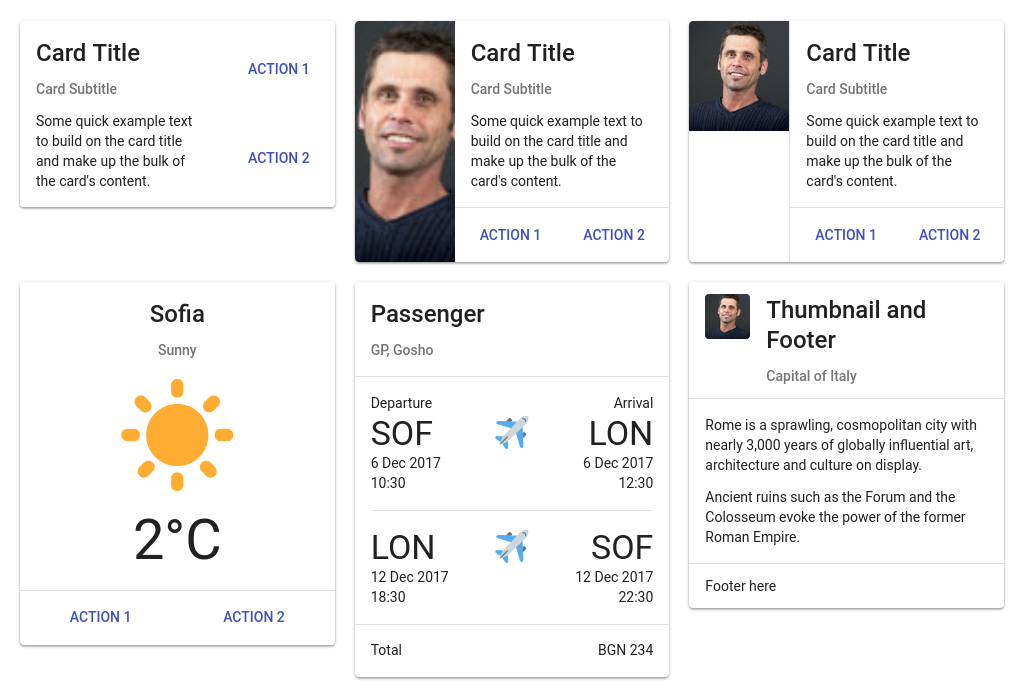 Card Title
Card Subtitle
Some quick example text
to build on the card title
and make up the bulk of
the card's content.
ACTION 1
ACTION 2
Card Title
Card Subtitle
Some quick example text to
build on the card title and
make up the bulk of the
card's content.
ACTION 1 ACTION 2
Card Title
Card Subtitle
Some quick example text to
build on the card title and
make up the bulk of the
card's content.
ACTION 1 ACTION 2
Sofia
Sunny
2°C
ACTION 1 ACTION 2
Passenger
GP, Gosho
Departure Arrival
SOF LON
6 Dec 2017 6 Dec 2017
10:30 12:30
LON SOF
12 Dec 2017 12 Dec 2017
18:30 22:30
Total BGN 234
Thumbnail and
Footer
Capital of Italy
Rome is a sprawling, cosmopolitan city with
nearly 3,000 years of globally influential art,
architecture and culture on display.
Ancient ruins such as the Forum and the
Colosseum evoke the power of the former
Roman Empire.
Footer here